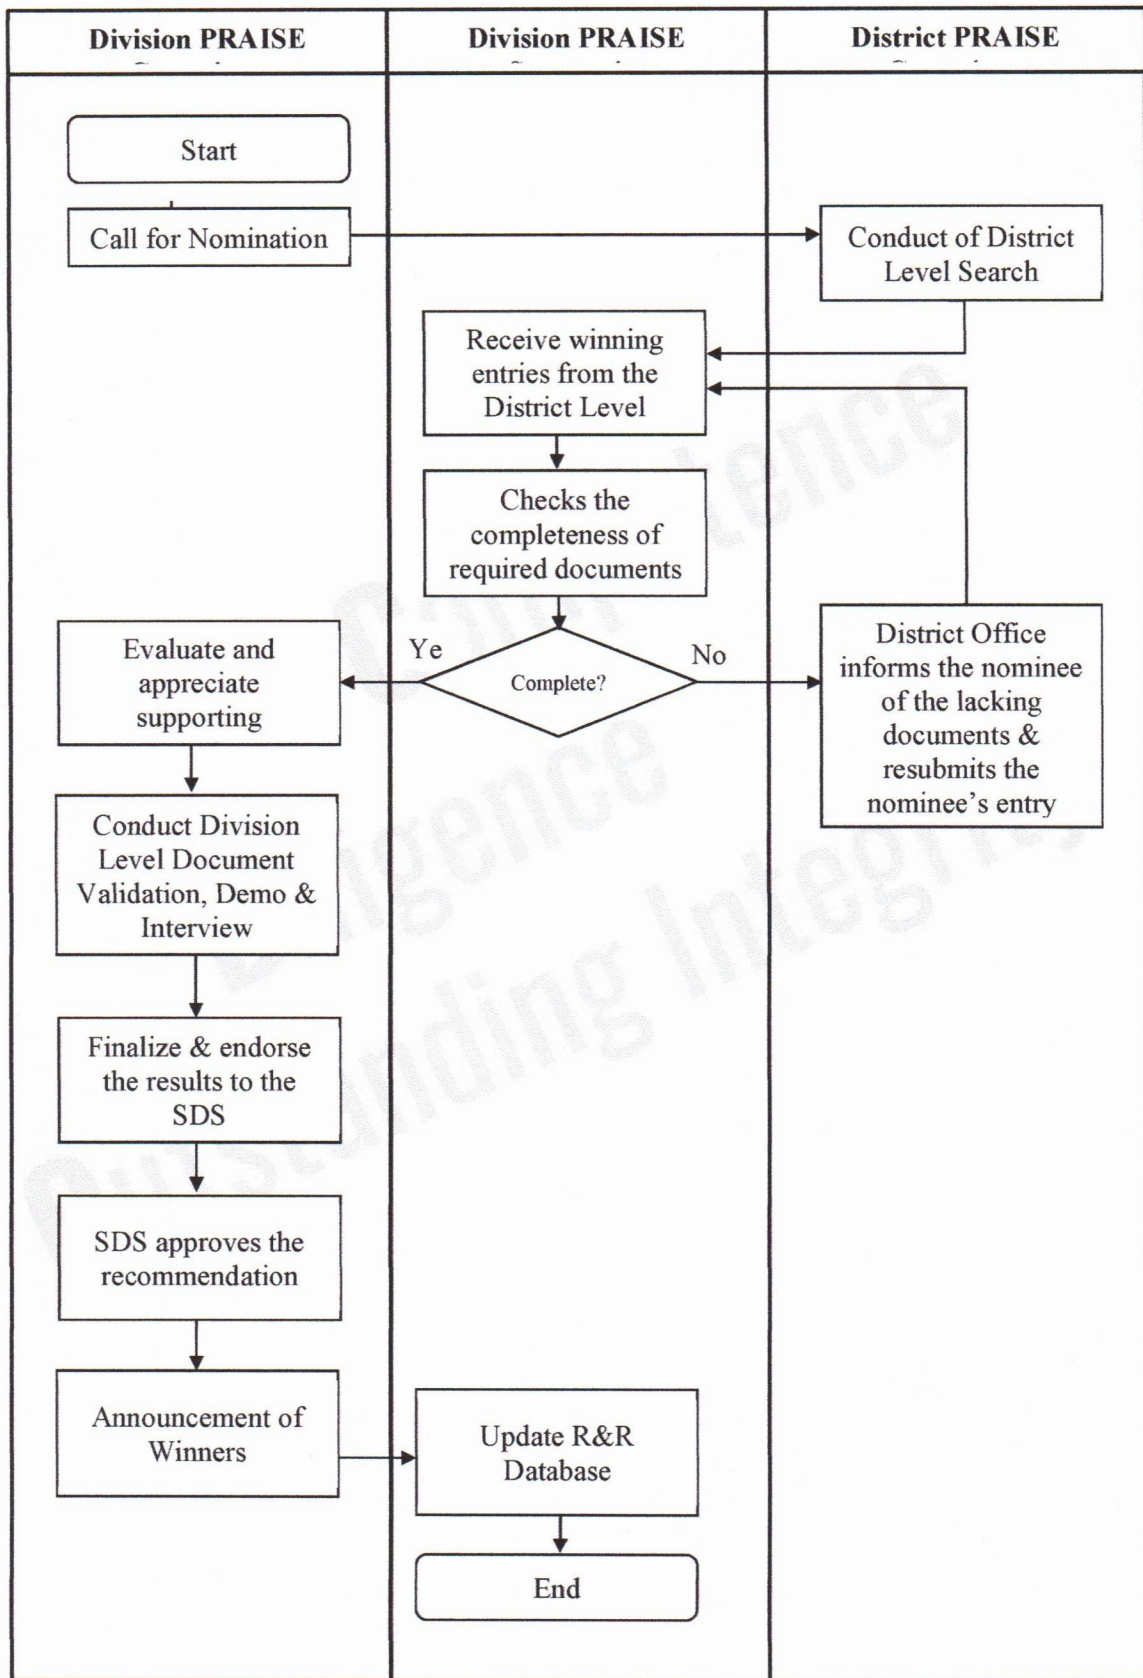 Division PRAISE
Division PRAISE
District PRAISE
Start
Call for Nomination
Conduct of District
Level Search
Receive winning
entries from the
District Level
Checks the
completeness of
required documents
Complete?
Ye
No
Evaluate and
appreciate
supporting
District Office
informs the nominee
of the lacking
documents &
resubmits the
nominee's entry
Conduct Division
Level Document
Validation, Demo &
Interview
Finalize & endorse
the results to the
SDS
SDS approves the
recommendation
Announcement of
Winners
Update R&R
Database
End
Outstanding Integrity